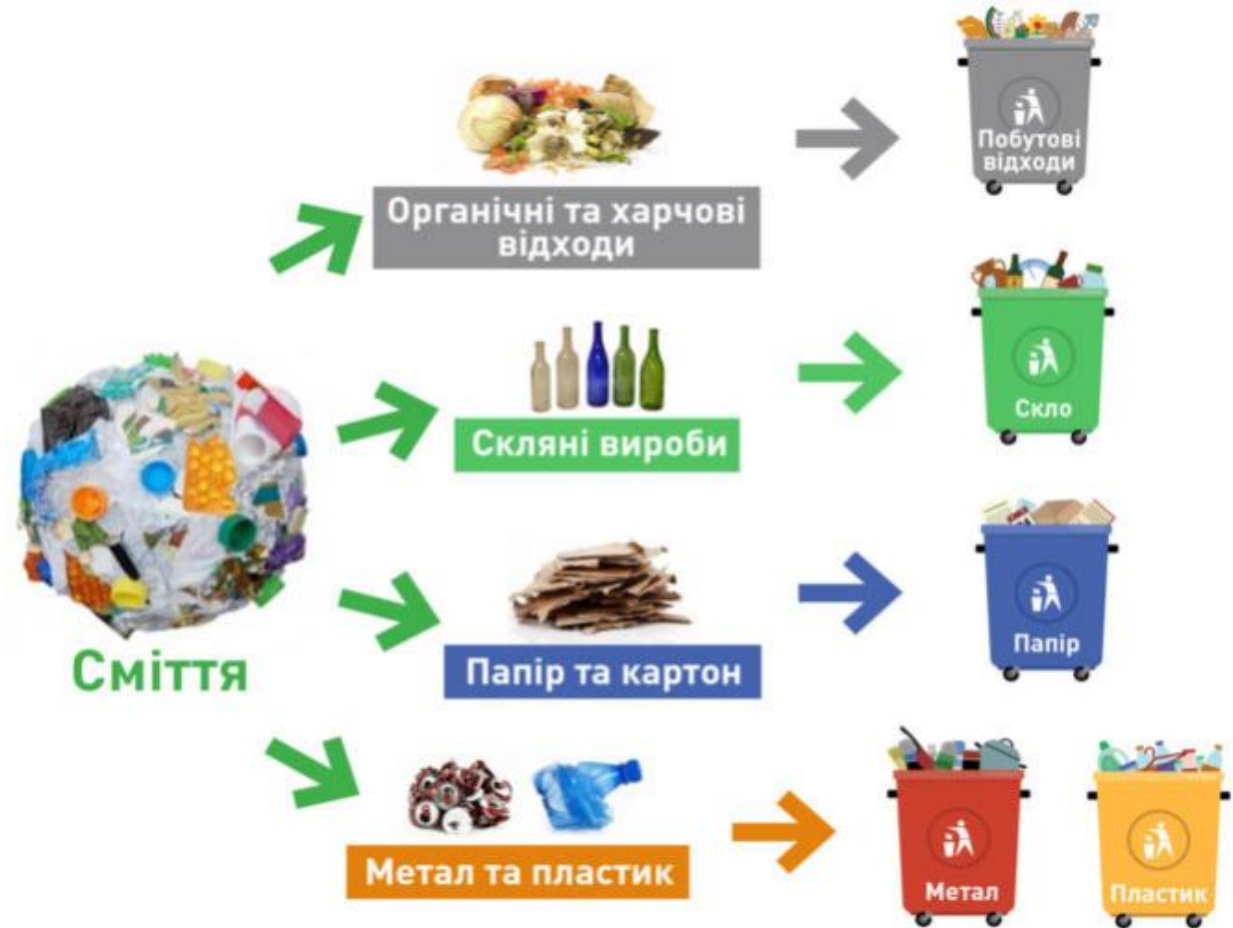 Побутові
відходи
Органічні та харчові
відходи
Скло
Скляні вироби
Папір
Сміття
Папір та картон
Метал та пластик
Метал
Пластик